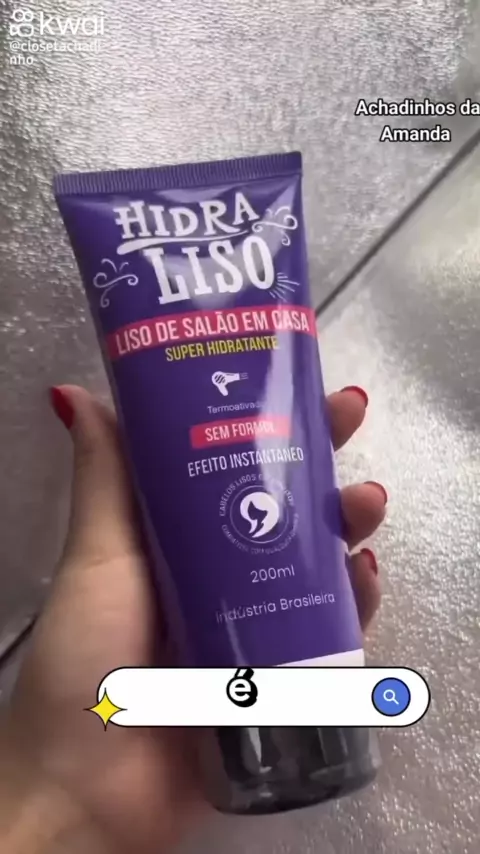 kwai
@closetachadi
nho
Achadinhos da
Amanda
HIDRA
LISO
LISO DE SALÃO EM CASA
SUPER HIDRATANTE
Termoativado
SEM FORMOL
EFEITO INSTANTÂNEO
200ml
Indústria Brasileira
é